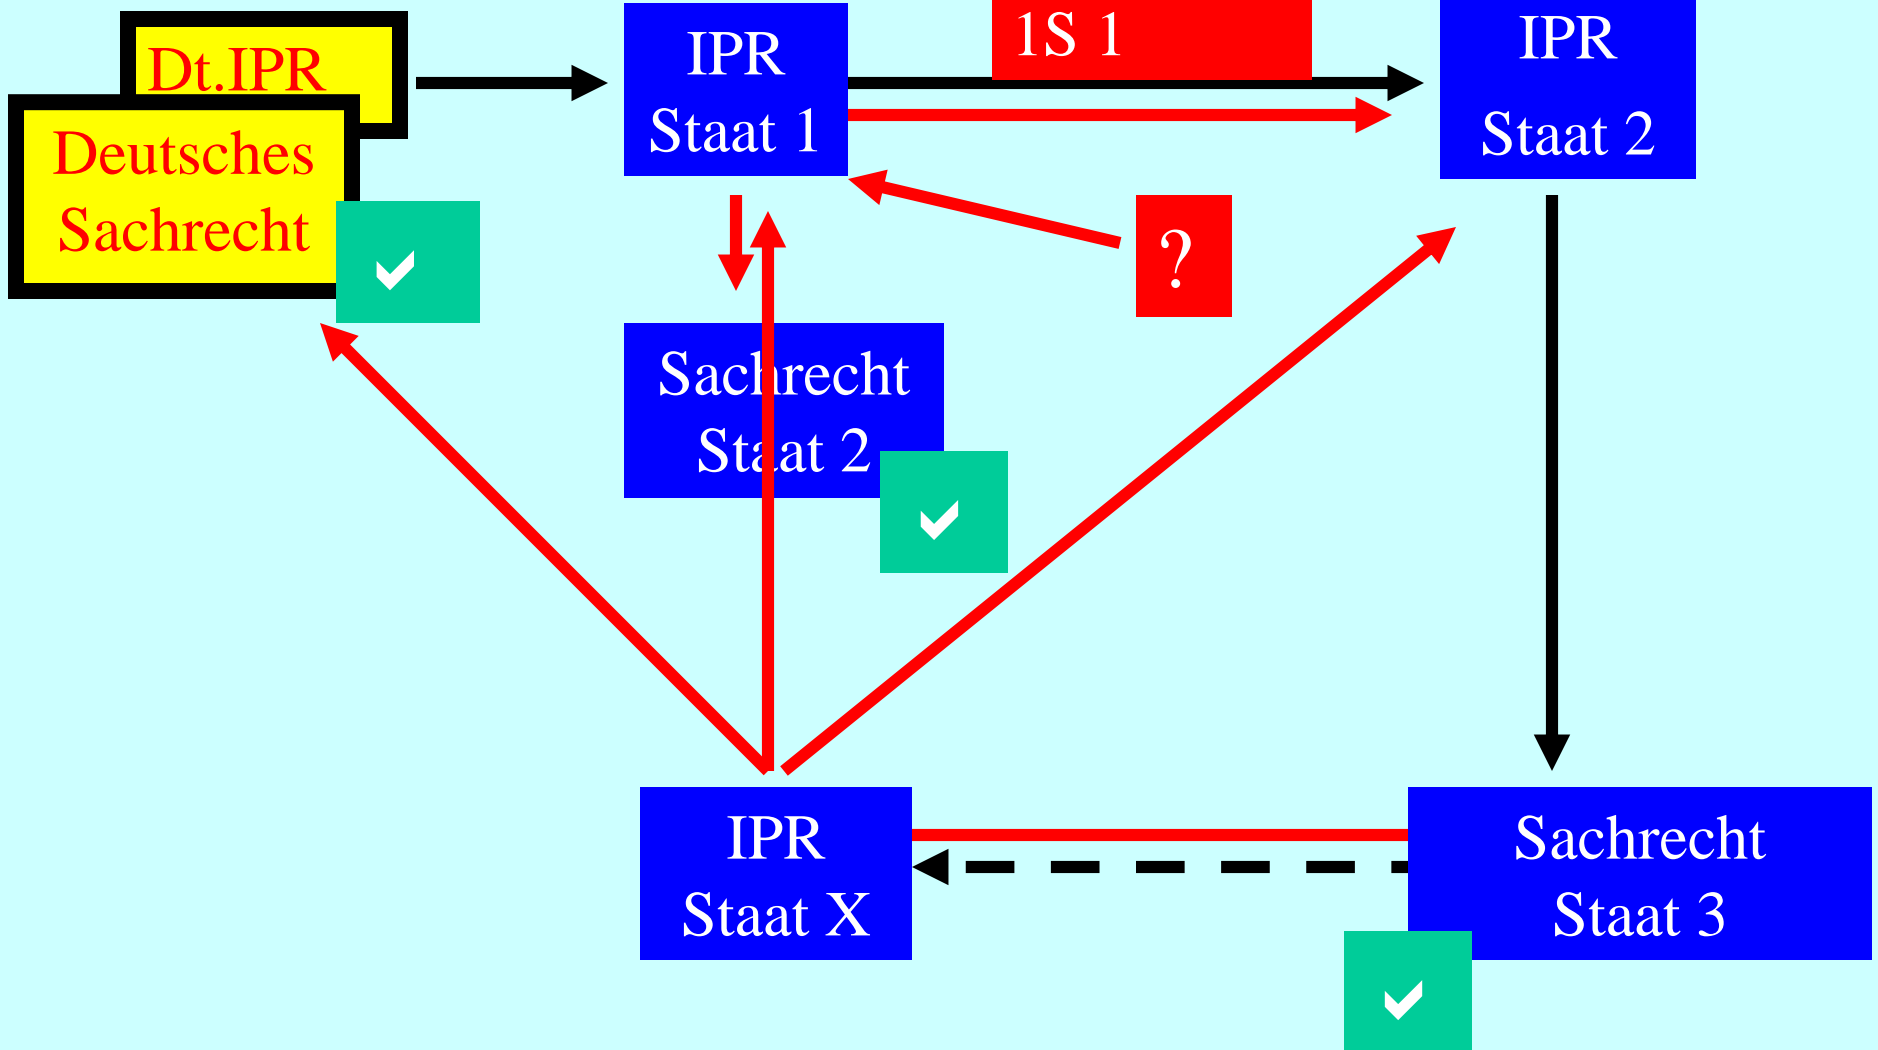 1S 1
Dt.IPR
IPR
Staat 1
IPR
Staat 2
Deutsches
Sachrecht
?
Sachrecht
Staat 2
IPR
Staat X
Sachrecht
Staat 3